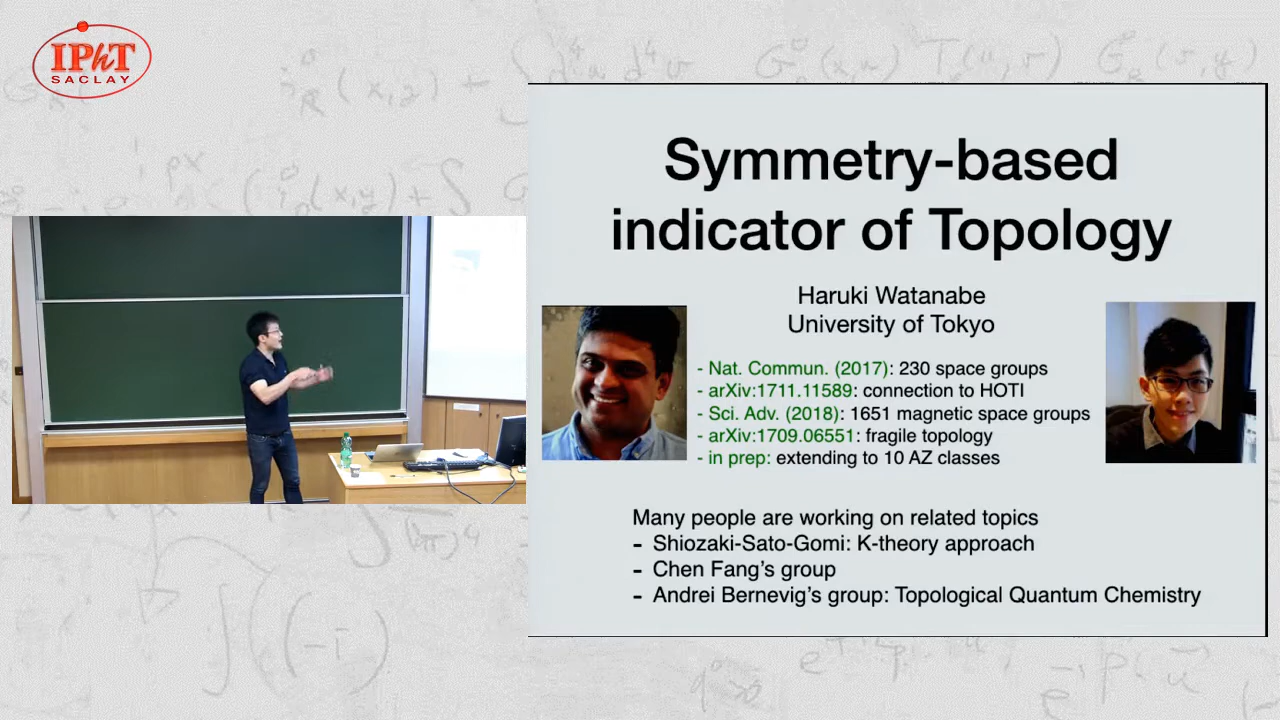 IPhT
SACLAY
Symmetry-based
indicator of Topology
Haruki Watanabe
University of Tokyo
- Nat. Commun. (2017): 230 space groups
- arXiv:1711.11589: connection to HOTI
- Sci. Adv. (2018): 1651 magnetic space groups
- arXiv:1709.06551: fragile topology
- in prep: extending to 10 AZ classes
Many people are working on related topics
- Shiozaki-Sato-Gomi: K-theory approach
- Chen Fang's group
- Andrei Bernevig's group: Topological Quantum Chemistry